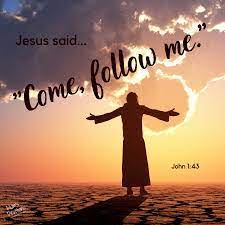 Jesus said...
"Come, follow me."
John 1:43